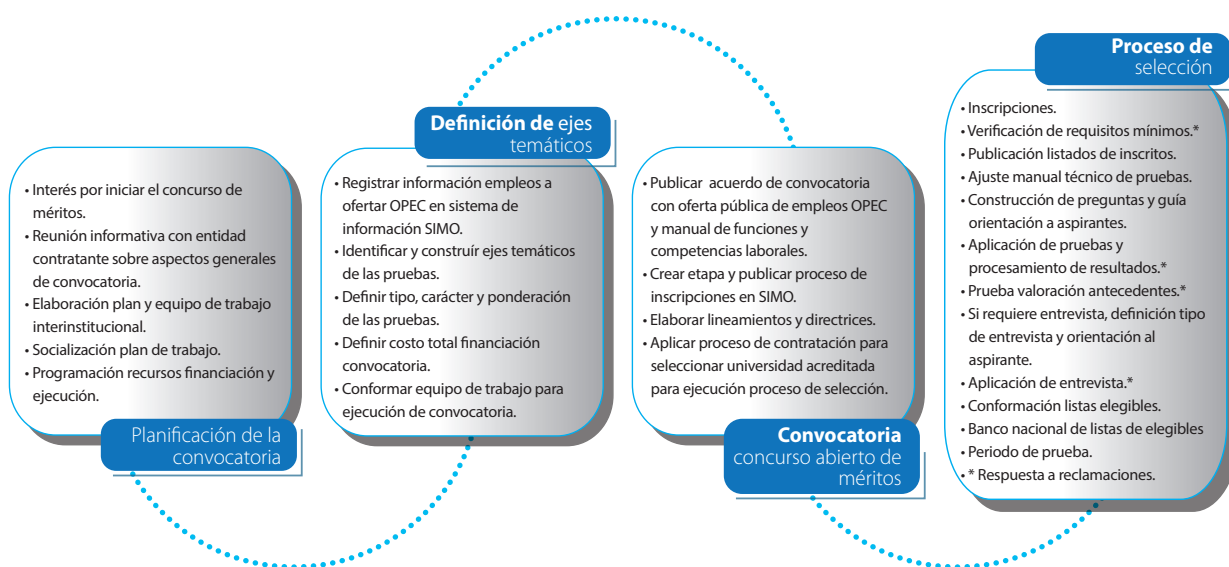 • Interés por iniciar el concurso de
méritos.
• Reunión informativa con entidad
contratante sobre aspectos generales
de convocatoria.
• Elaboración plan y equipo de trabajo
interinstitucional.
• Socialización plan de trabajo.
• Programación recursos financiación y
ejecución.
Planificación de la
convocatoria
Definición de ejes
temáticos
• Registrar información empleos a
ofertar OPEC en sistema de
información SIMO.
• Identificar y construír ejes temáticos
de las pruebas.
• Definir tipo, carácter y ponderación
de las pruebas.
• Definir costo total financiación
convocatoria.
• Conformar equipo de trabajo para
ejecución de convocatoria.
• Publicar acuerdo de convocatoria
con oferta pública de empleos OPEC
y manual de funciones y
competencias laborales.
• Crear etapa y publicar proceso de
inscripciones en SIMO.
• Elaborar lineamientos y directrices.
• Aplicar proceso de contratación para
seleccionar universidad acreditada
para ejecución proceso de selección.
Convocatoria
concurso abierto de
méritos
Proceso de
selección
• Inscripciones.
• Verificación de requisitos mínimos.*
• Publicación listados de inscritos.
• Ajuste manual técnico de pruebas.
• Construcción de preguntas y guía
orientación a aspirantes.
• Aplicación de pruebas y
procesamiento de resultados.*
• Prueba valoración antecedentes.*
• Si requiere entrevista, definición tipo
de entrevista y orientación al
aspirante.
• Aplicación de entrevista.*
• Conformación listas elegibles.
• Banco nacional de listas de elegibles
• Periodo de prueba.
• * Respuesta a reclamaciones.